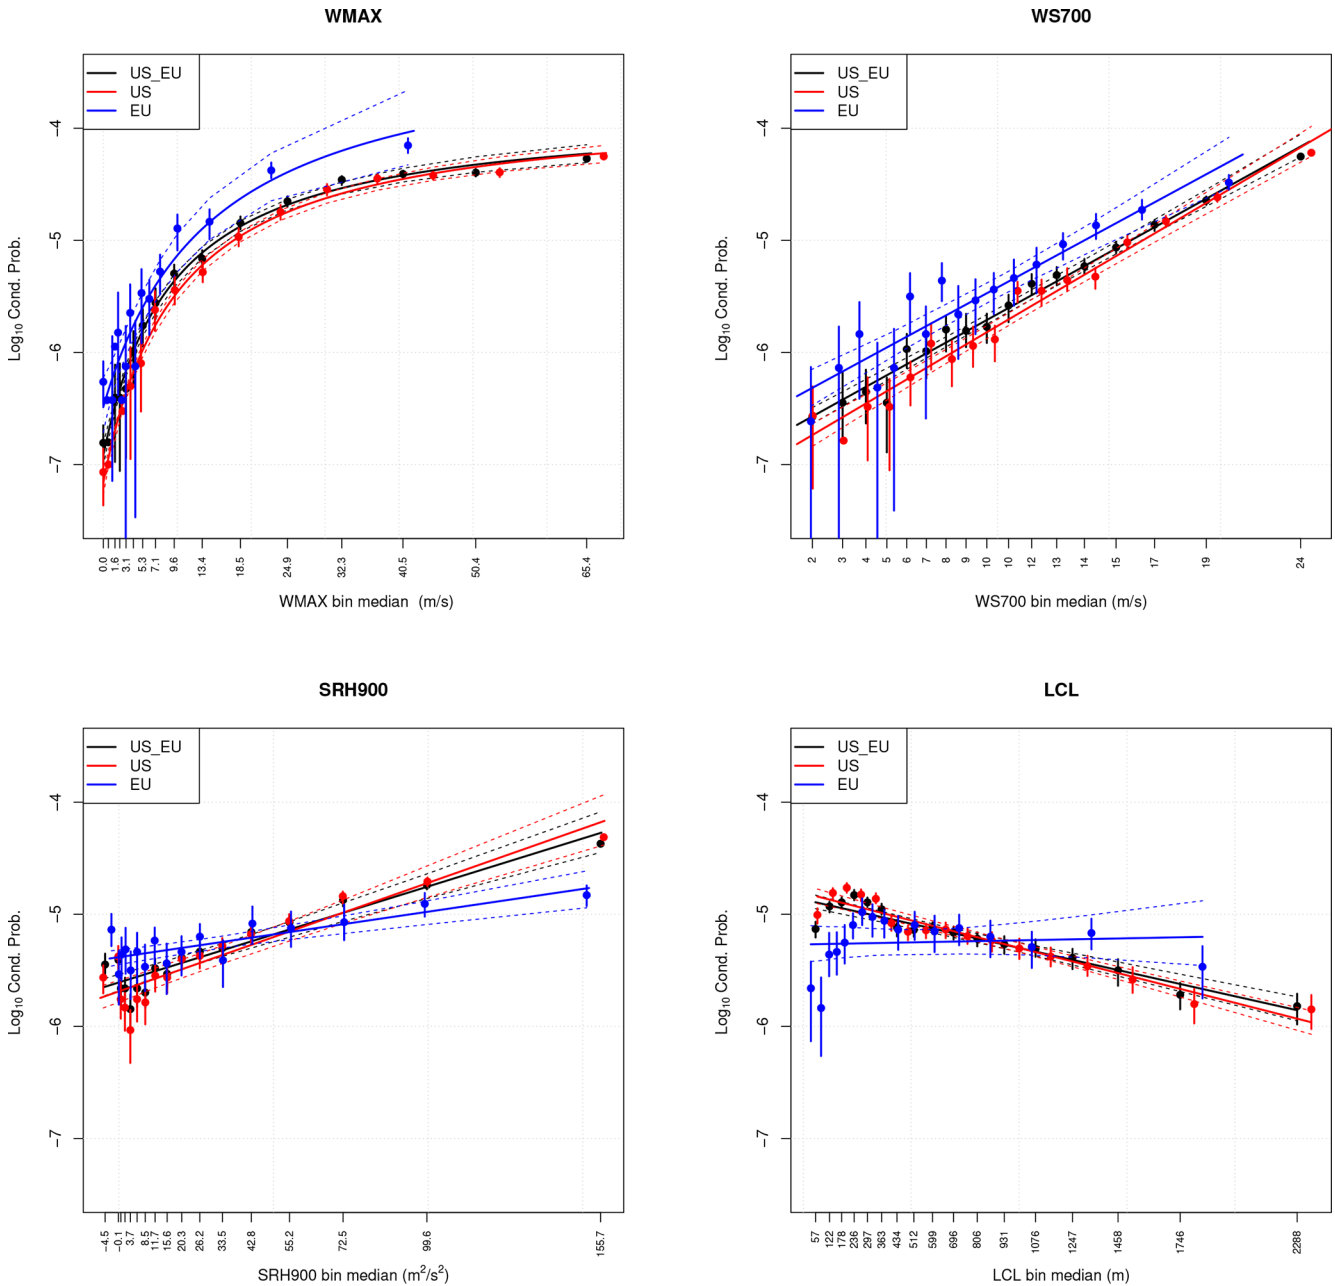 WMAX
US_EU
US
EU
Log10 Cond. Prob.
−4
−5
−6
−7
0.0 1.6 3.1 5.3 7.1 9.6 13.4 18.5 24.9 32.3 40.5 50.4 65.4
WMAX bin median (m/s)
WS700
US_EU
US
EU
Log10 Cond. Prob.
−4
−5
−6
−7
2 3 4 5 6 7 8 9 10 10 11 12 13 14 15 17 19 24
WS700 bin median (m/s)
SRH900
US_EU
US
EU
Log10 Cond. Prob.
−4
−5
−6
−7
−4.5 −0.1 3.7 8.5 11.7 15.6 20.3 26.2 33.5 42.8 55.2 72.5 99.6 155.7
SRH900 bin median (m²/s²)
LCL
US_EU
US
EU
Log10 Cond. Prob.
−4
−5
−6
−7
57 122 178 236 297 363 434 512 599 696 806 931 1076 1247 1458 1746 2288
LCL bin median (m)